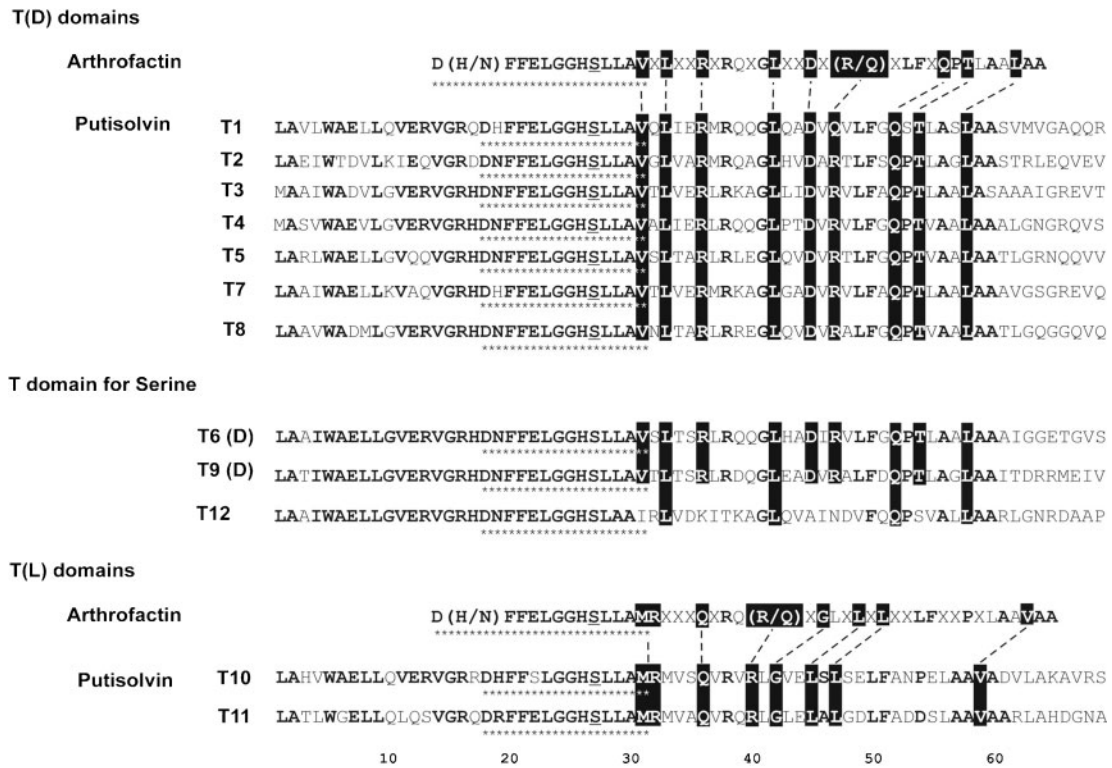 T(D) domains
Arthrofactin D(H/N)FFELGGHSLLAVXLXXRXRQXGLXXDX(R/Q)XLFXQPTLAALAA
**************************
Putisolvin T1 LAVLWAELLQVERVGRQDHFFELGGHSLLAVQLIERMRQQGLQADVQVLFGQSTLASLAASVMVGAQQR
***********************
T2 LAEIWTDVLKIEQVGRDDNFFELGGHSLLAVGLVARMRQAGLHVDARTLFSQPTLAGLAASTRLEQVEV
***********************
T3 MAAIWADVLGVERVGRHDNFFELGGHSLLAVTLVERLRKAGLLIDVRVLFAQPTLAALASAAAIGREVT
***********************
T4 MASVWAEVLGVERVGRHDNFFELGGHSLLAVALIERLRQQGLPTDVRVLFGQPTVAALAAALGNGRQVS
***********************
T5 LARLWAELLGVQQVGRHDNFFELGGHSLLAVSLTARLRLEGLQVDVRTLFGQPTVAALAATLGRNQQVV
***********************
T7 LAAIWAELLKVAQVGRHDHFFELGGHSLLAVTLVERMRKAGLGADVRVLFAQPTVAALAAAVGSGREVQ
***********************
T8 LAAVWADMLGVERVGRHDNFFELGGHSLLAVNLTARLRREGLQVDVRALFGQPTVAALAATLGQGGQVQ
***********************
T domain for Serine
T6 (D) LAAIWAELLGVERVGRHDNFFELGGHSLLAVSLTSRLRQQGLHADIRVLFGQPTLAALAAAIGGETGVS
***********************
T9 (D) LATIWAELLGVERVGRHDNFFELGGHSLLAVTLTSRLRDQGLEADVRALFDQPTLAGLAAITDRRMEIV
***********************
T12 LAAIWAELLGVERVGRHDNFFELGGHSLAAIRLVDKITKAGLQVAINDVFQQPSVALLAARLGNRDAAP
***********************
T(L) domains
Arthrofactin D(H/N)FFELGGHSLLAMRXXXQXRQ(R/Q)XGLXLXLXXLFXXPXLAAVAA
**************************
Putisolvin T10 LAHVWAELLQVERVGRRDHFFSLGGHSLLAMRMVSQVRVRLGVELSLSELFANPELAAVADVLAKAVRS
***********************
T11 LATLWGELLQLQSVGRQDRFFELGGHSLLAMRMVAQVRQRLGLELALGDLFADDSLAAVAARLAHDGNA
***********************
10 20 30 40 50 60